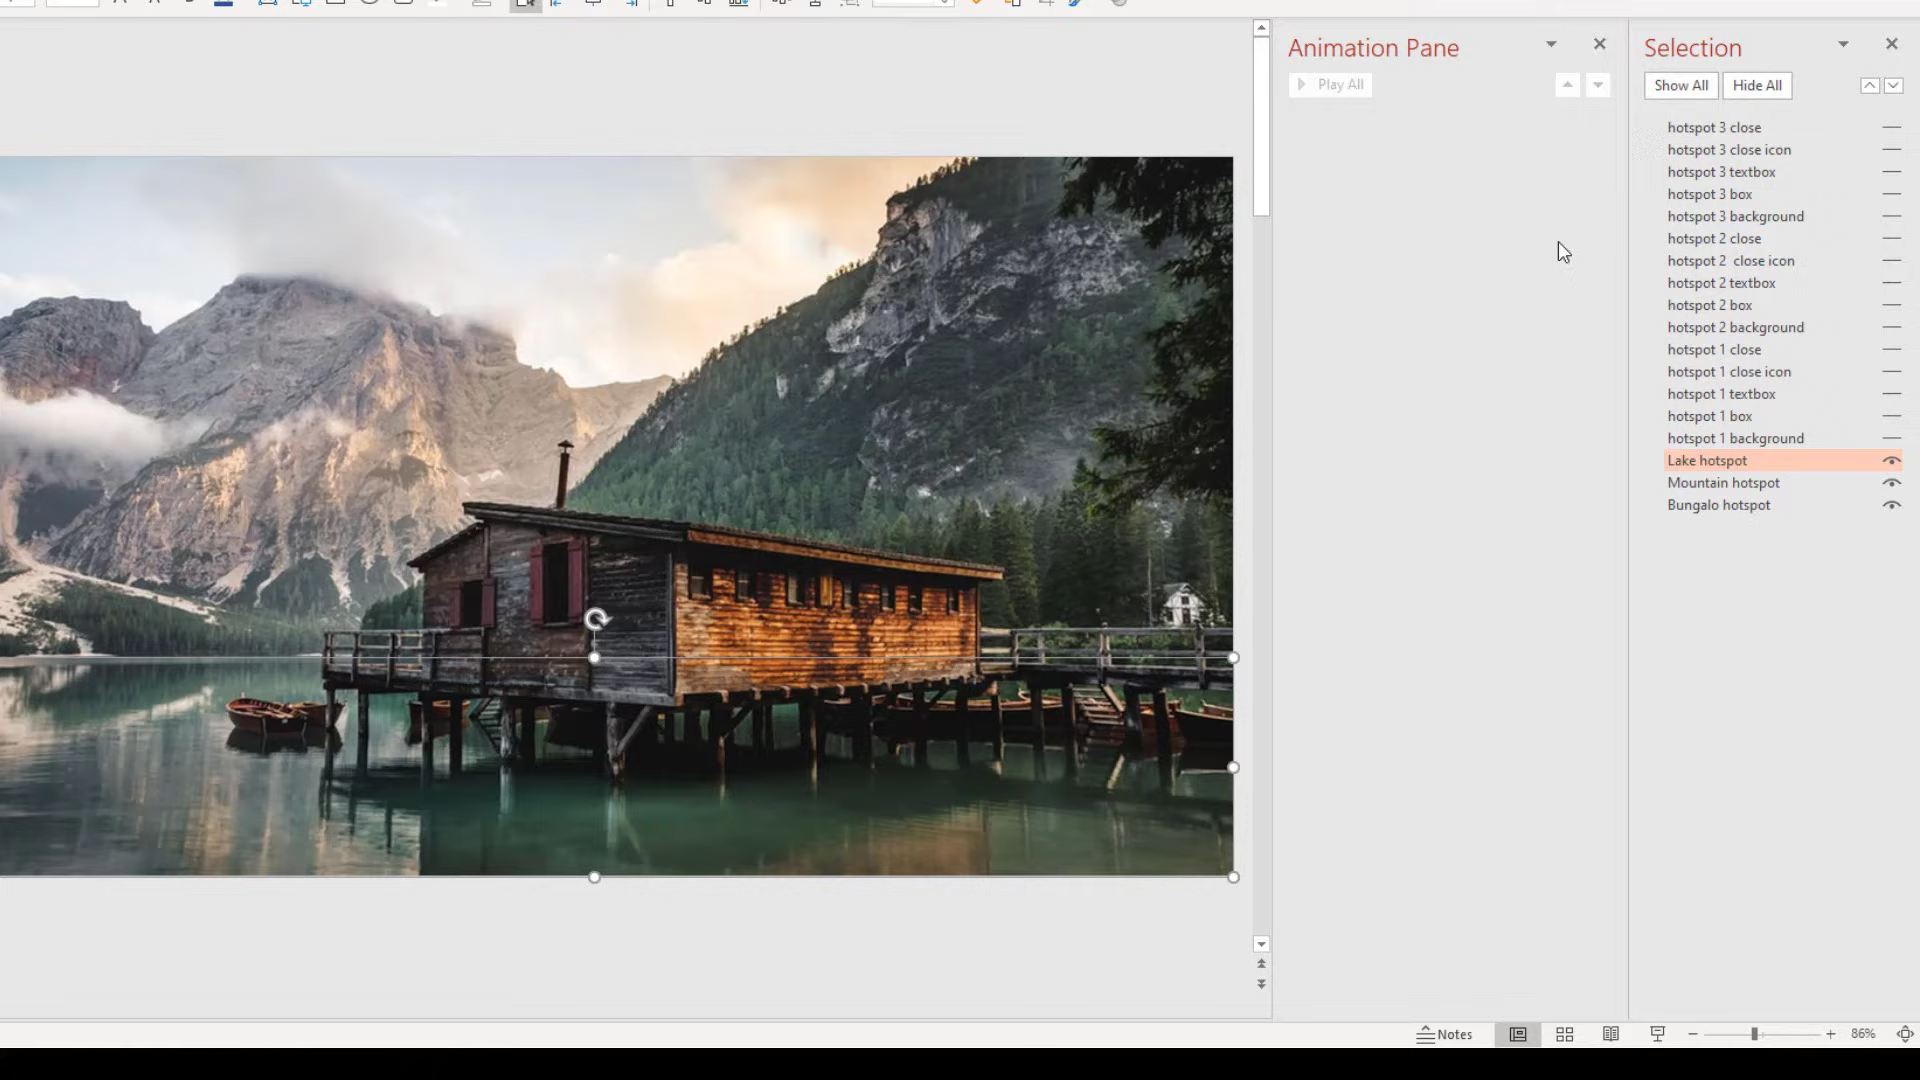 Animation Pane
Play All
Selection
Show All
Hide All
hotspot 3 close
hotspot 3 close icon
hotspot 3 textbox
hotspot 3 box
hotspot 3 background
hotspot 2 close
hotspot 2  close icon
hotspot 2 textbox
hotspot 2 box
hotspot 2 background
hotspot 1 close
hotspot 1 close icon
hotspot 1 textbox
hotspot 1 box
hotspot 1 background
Lake hotspot
Mountain hotspot
Bungalo hotspot
Notes
86%